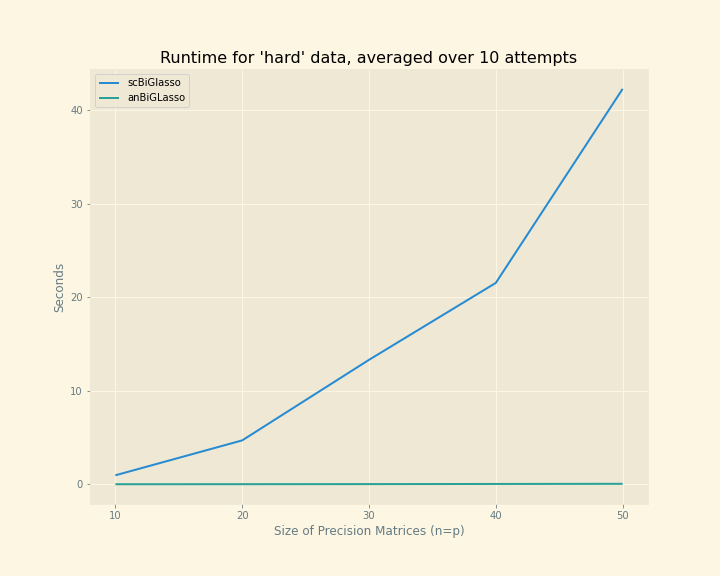 Runtime for 'hard' data, averaged over 10 attempts
scBiGlasso
anBiGLasso
Seconds
40
30
20
10
0
10 20 30 40 50
Size of Precision Matrices (n=p)